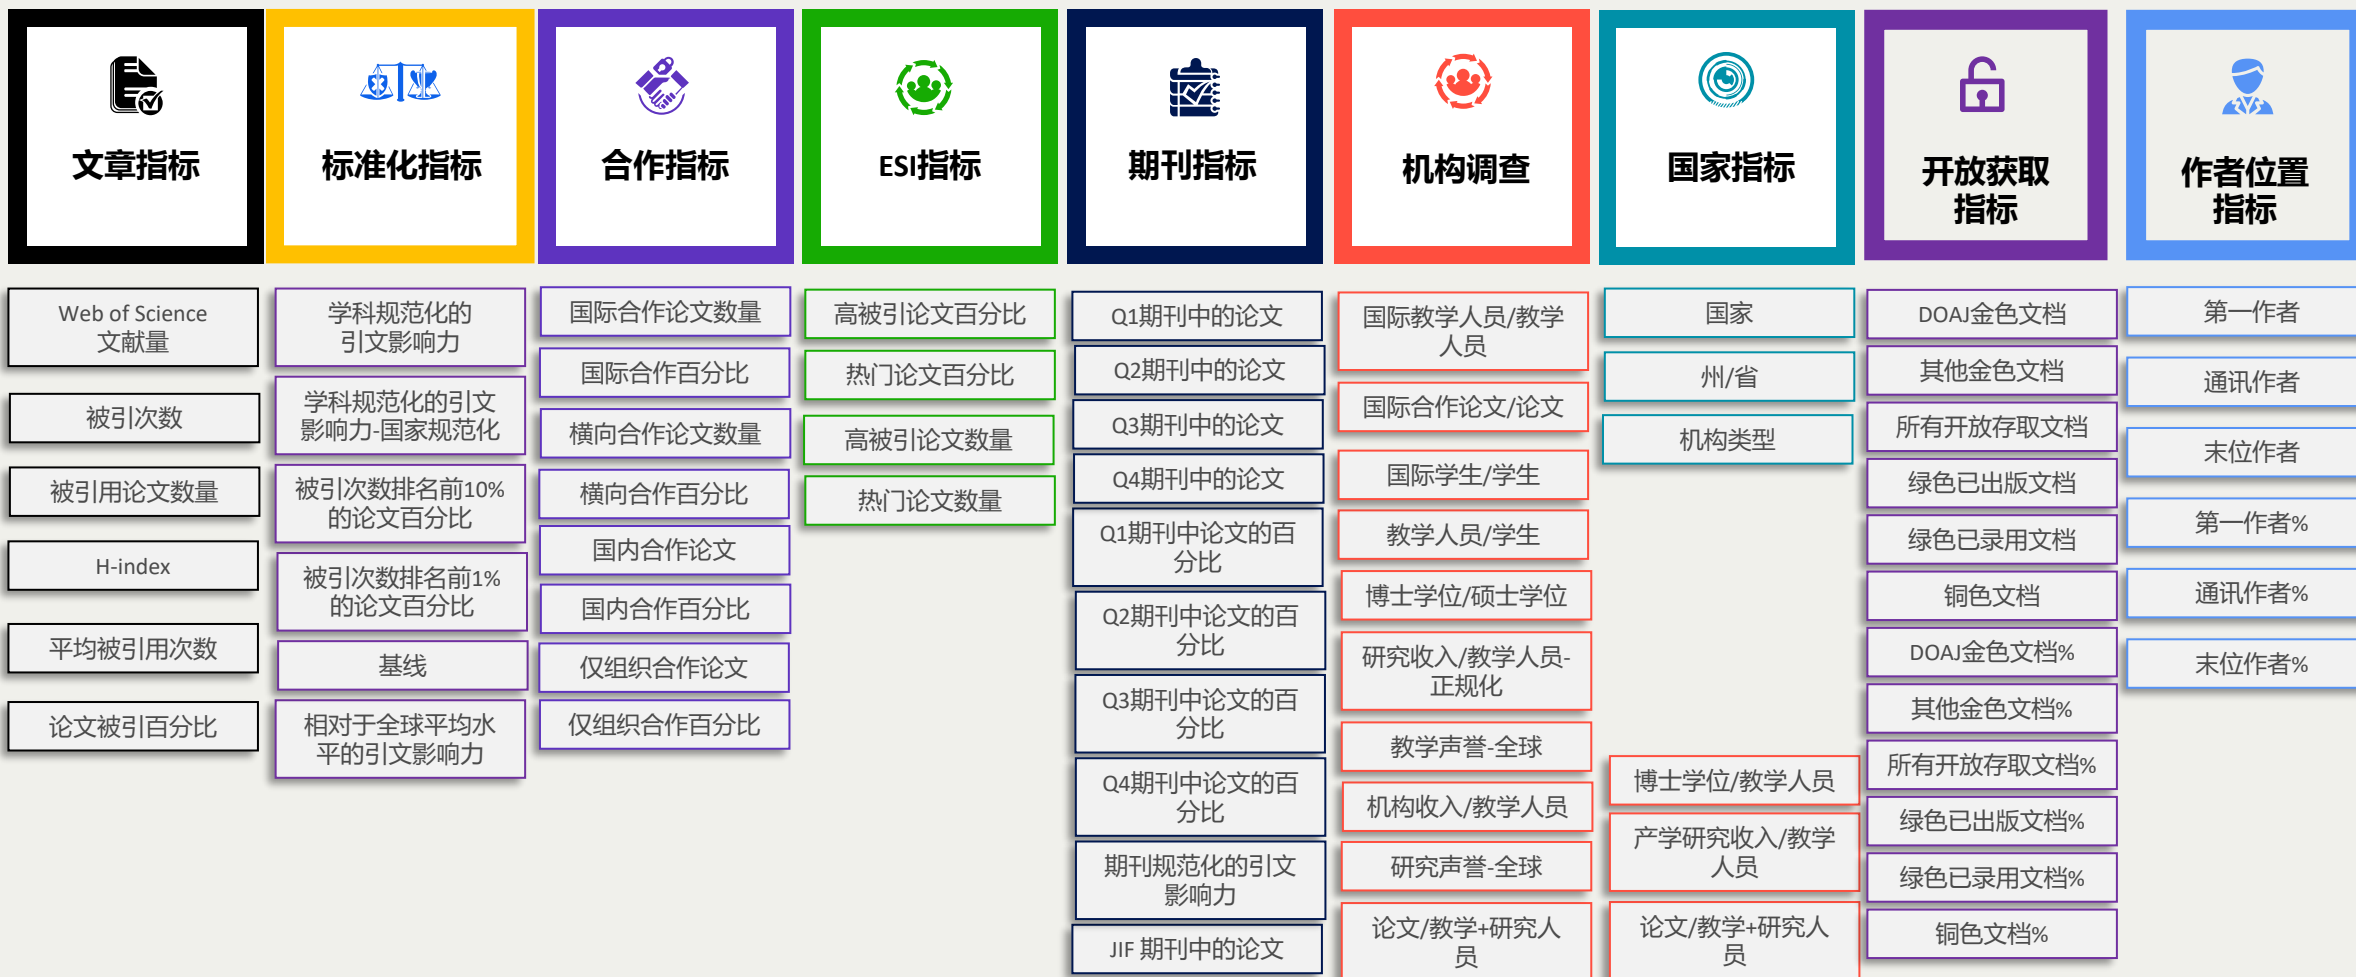 文章指标
Web of Science
文献量
被引次数
被引用论文数量
H-index
平均被引用次数
论文被引百分比
标准化指标
学科规范化的
引文影响力
学科规范化的引文
影响力-国家规范化
被引次数排名前10%
的论文百分比
被引次数排名前1%
的论文百分比
基线
相对于全球平均水
平的引文影响力
合作指标
国际合作论文数量
国际合作百分比
横向合作论文数量
横向合作百分比
国内合作论文
国内合作百分比
仅组织合作论文
仅组织合作百分比
ESI指标
高被引论文百分比
热门论文百分比
高被引论文数量
热门论文数量
期刊指标
Q1期刊中的论文
Q2期刊中的论文
Q3期刊中的论文
Q4期刊中的论文
Q1期刊中论文的百
分比
Q2期刊中论文的百
分比
Q3期刊中论文的百
分比
Q4期刊中论文的百
分比
期刊规范化的引文
影响力
JIF 期刊中的论文
机构调查
国际教学人员/教学
人员
国际合作论文/论文
国际学生/学生
教学人员/学生
博士学位/硕士学位
研究收入/教学人员-
正规化
教学声誉-全球
机构收入/教学人员
研究声誉-全球
论文/教学+研究人
员
国家指标
国家
州/省
机构类型
博士学位/教学人员
产学研究收入/教学
人员
论文/教学+研究人
员
开放获取
指标
DOAJ金色文档
其他金色文档
所有开放存取文档
绿色已出版文档
绿色已录用文档
铜色文档
DOAJ金色文档%
其他金色文档%
所有开放存取文档%
绿色已出版文档%
绿色已录用文档%
铜色文档%
作者位置
指标
第一作者
通讯作者
末位作者
第一作者%
通讯作者%
末位作者%